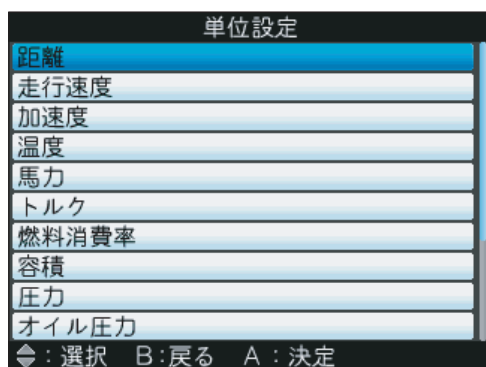 単位設定
距離
走行速度
加速度
温度
馬力
トルク
燃料消費率
容積
圧力
オイル圧力
：選択　B：戻る　A：決定